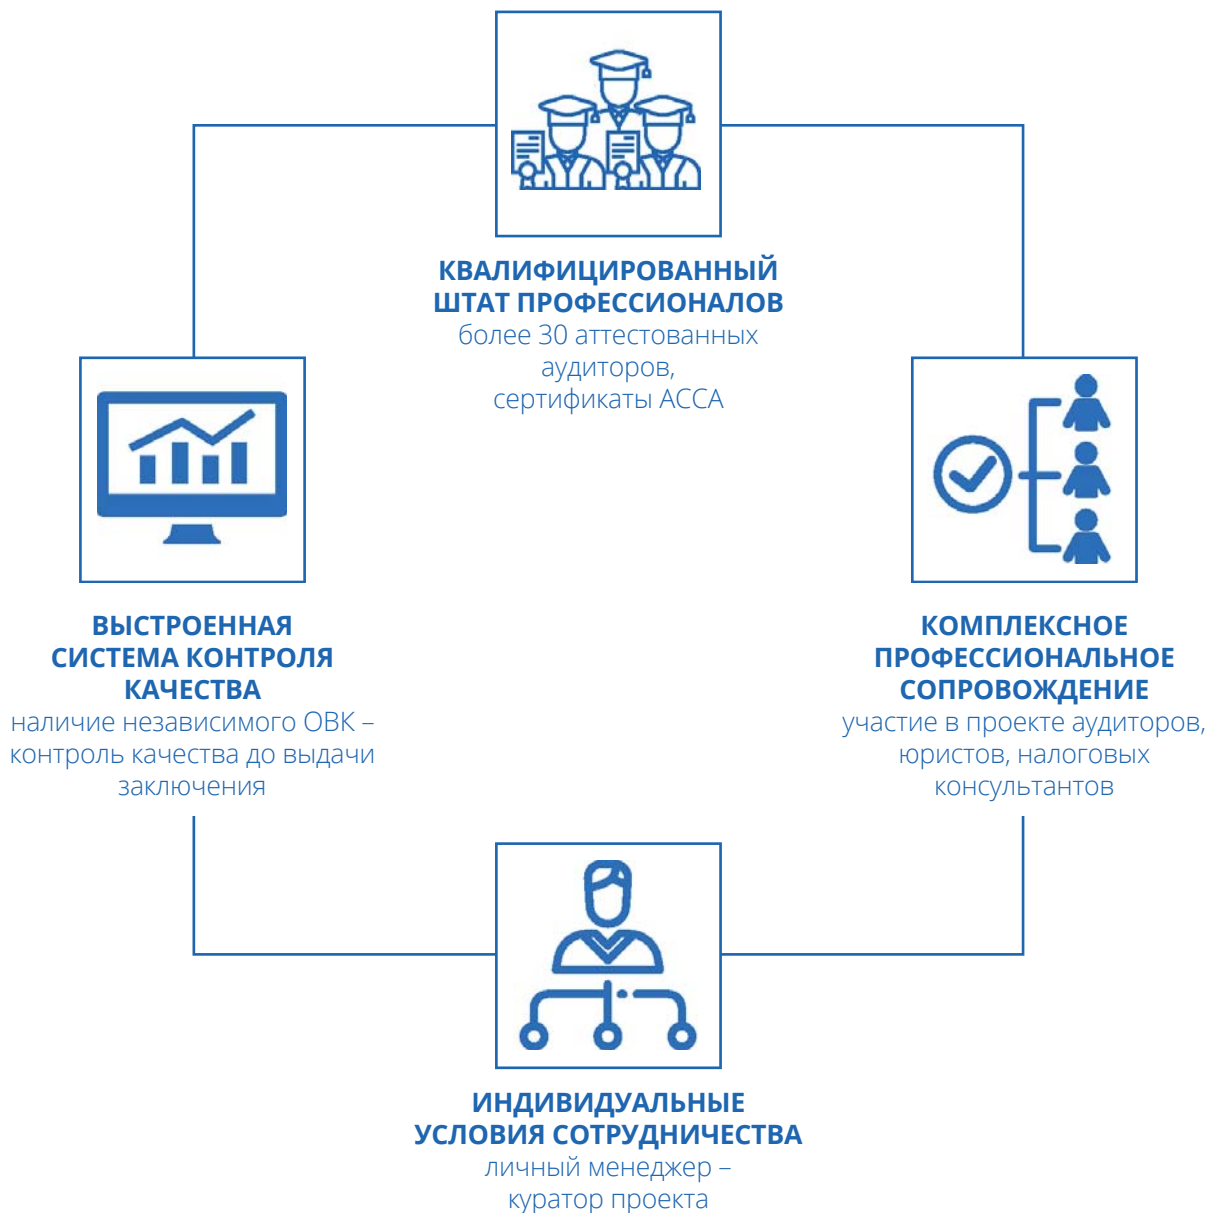 КВАЛИФИЦИРОВАННЫЙ
ШТАТ ПРОФЕССИОНАЛОВ
более 30 аттестованных
аудиторов,
сертификаты АССА
ВЫСТРОЕННАЯ
СИСТЕМА КОНТРОЛЯ
КАЧЕСТВА
наличие независимого ОВК –
контроль качества до выдачи
заключения
КОМПЛЕКСНОЕ
ПРОФЕССИОНАЛЬНОЕ
СОПРОВОЖДЕНИЕ
участие в проекте аудиторов,
юристов, налоговых
консультантов
ИНДИВИДУАЛЬНЫЕ
УСЛОВИЯ СОТРУДНИЧЕСТВА
личный менеджер –
куратор проекта